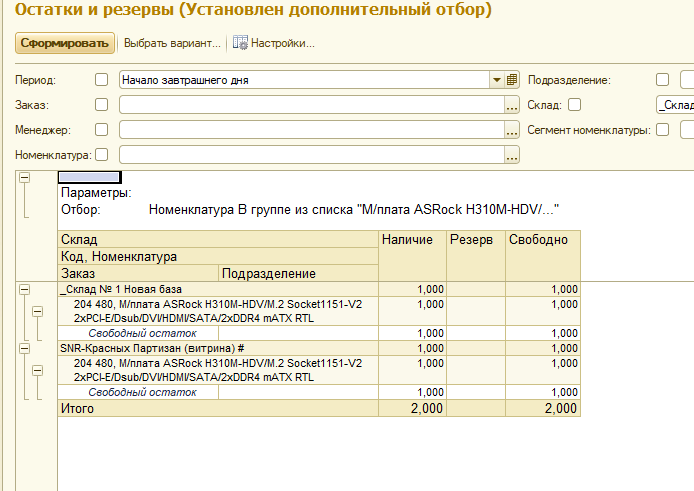 Остатки и резервы (Установлен дополнительный отбор)
Сформировать Выбрать вариант... Настройки...
Период: Начало завтрашнего дня Подразделение:
Заказ: ... Склад: _Склад
Менеджер: ... Сегмент номенклатуры:
Номенклатура: ...
Параметры:
Отбор: Номенклатура В группе из списка "М/плата ASRock H310M-HDV/..."
Склад Наличие Резерв Свободно
Код, Номенклатура
Заказ Подразделение
_Склад № 1 Новая база 1,000 1,000
204 480, М/плата ASRock H310M-HDV/M.2 Socket1151-V2 1,000 1,000
2xPCI-E/Dsub/DVI/HDMI/SATA/2xDDR4 mATX RTL
Свободный остаток 1,000 1,000
SNR-Красных Партизан (витрина) # 1,000 1,000
204 480, М/плата ASRock H310M-HDV/M.2 Socket1151-V2 1,000 1,000
2xPCI-E/Dsub/DVI/HDMI/SATA/2xDDR4 mATX RTL
Свободный остаток 1,000 1,000
Итого 2,000 2,000